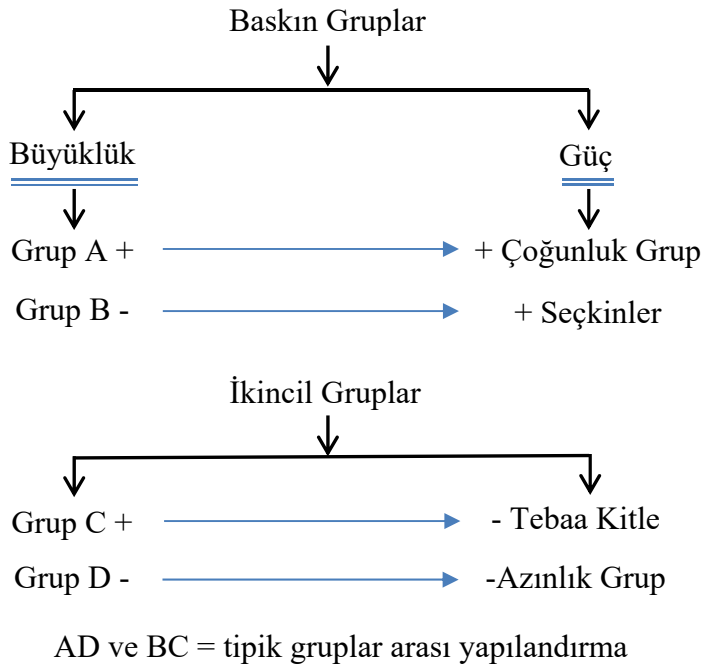 Baskın Gruplar
Büyüklük Güç
Grup A + + Çoğunluk Grup
Grup B - + Seçkinler
İkincil Gruplar
Grup C + - Tebaa Kitle
Grup D - -Azınlık Grup
AD ve BC = tipik gruplar arası yapılandırma